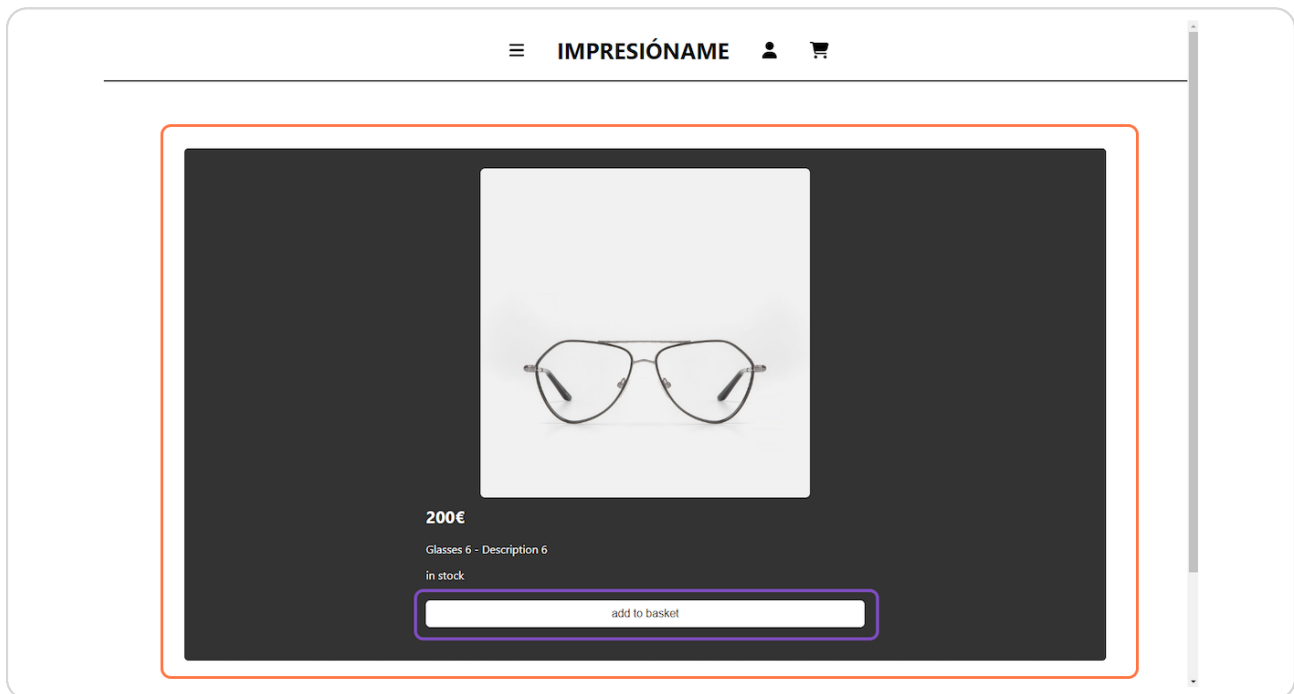 IMPRESIÓNAME
200€
Glasses 6 - Description 6
in stock
add to basket